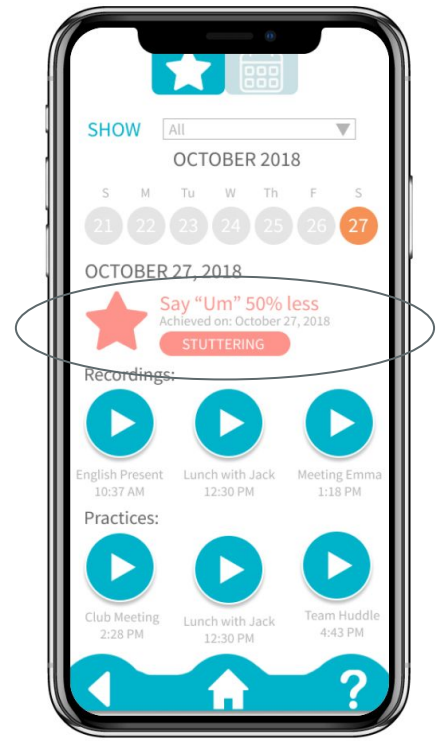 SHOW All
OCTOBER 2018
S M Tu W Th F S
21 22 23 24 25 26 27
OCTOBER 27, 2018
Say “Um” 50% less
Achieved on: October 27, 2018
STUTTERING
Recordings:
English Present Lunch with Jack Meeting Emma
10:37 AM 12:30 PM 1:18 PM
Practices:
Club Meeting Lunch with Jack Team Huddle
2:28 PM 12:30 PM 4:43 PM
?